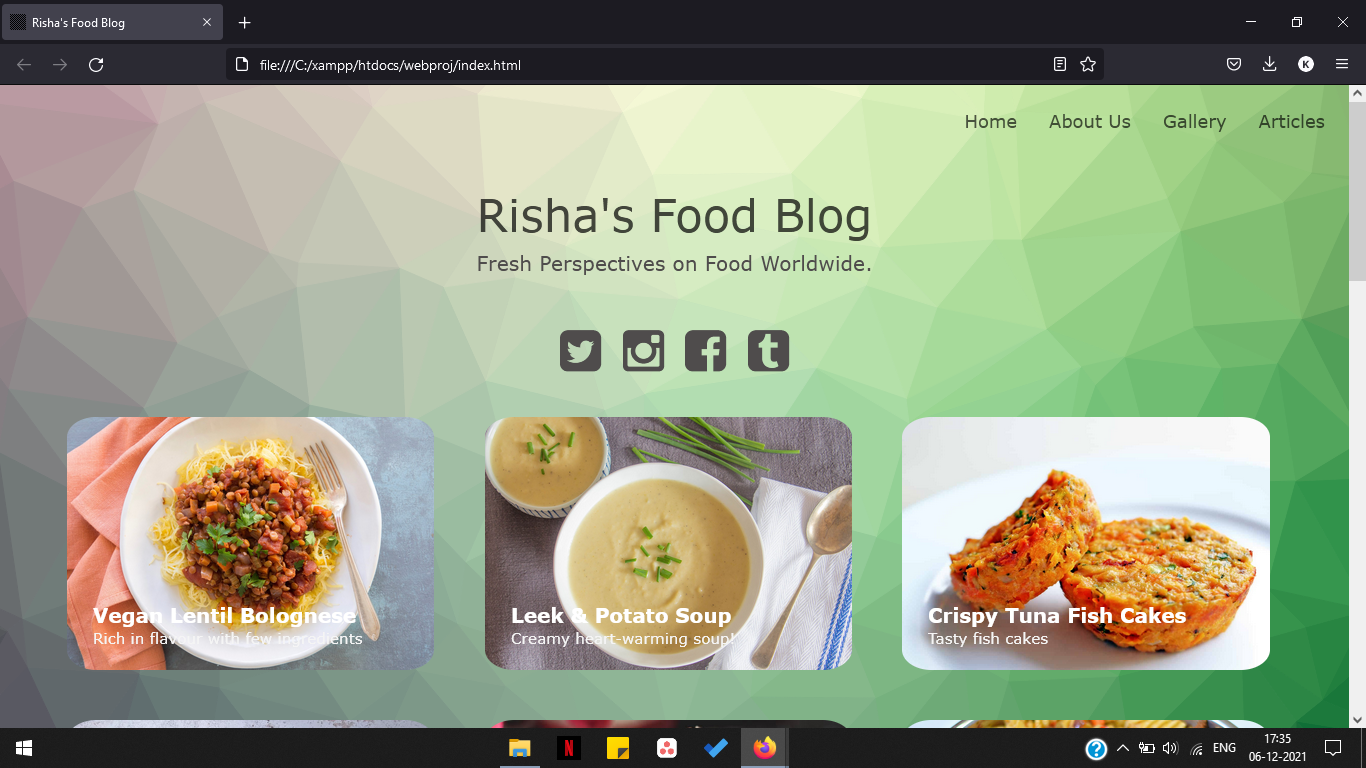 Risha's Food Blog
file:///C:/xampp/htdocs/webproj/index.html
K
Home About Us Gallery Articles
Risha's Food Blog
Fresh Perspectives on Food Worldwide.
Vegan Lentil Bolognese
Rich in flavour with few ingredients
Leek & Potato Soup
Creamy heart-warming soup!
Crispy Tuna Fish Cakes
Tasty fish cakes
ENG
17:35
06-12-2021